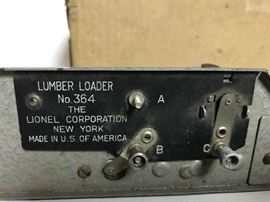 LUMBER LOADER
No. 364
THE
LIONEL CORPORATION
NEW YORK
MADE IN U.S. OF AMERICA
A
B
C